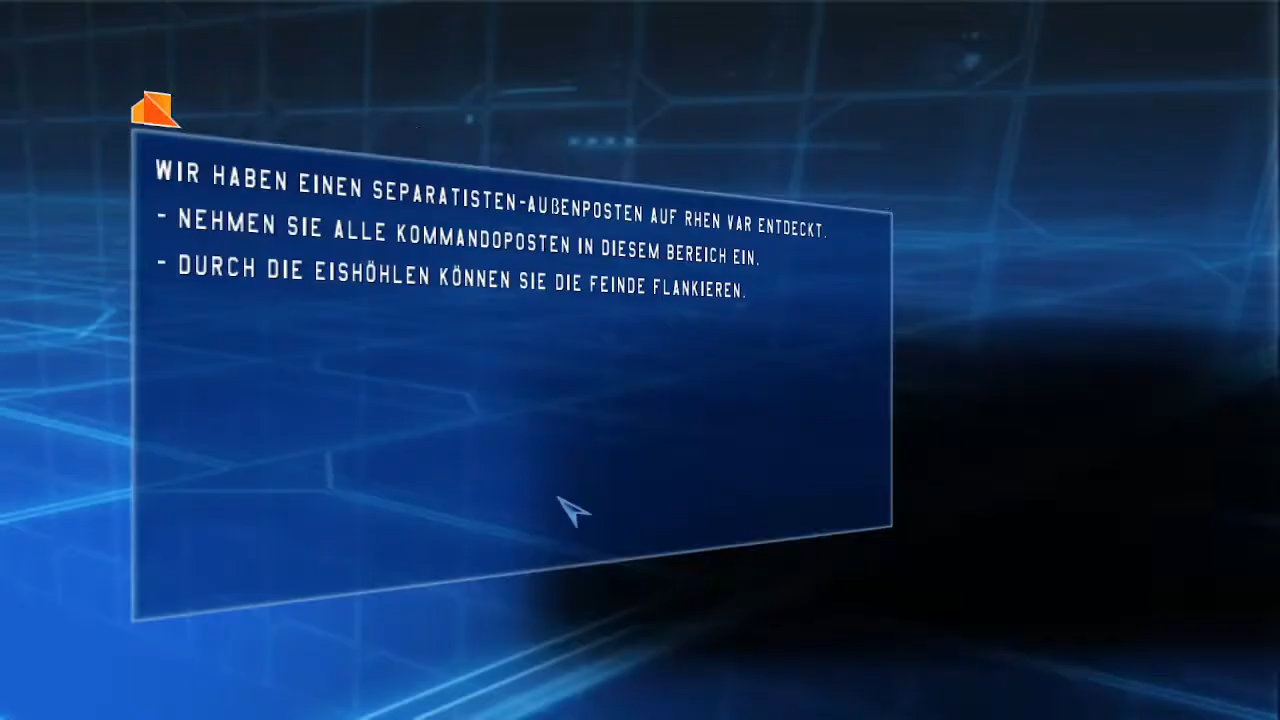 WIR HABEN EINEN SEPARATISTEN-AUßENPOSTEN AUF RHEN VAR ENTDECKT.
- NEHMEN SIE ALLE KOMMANDOPOSTEN IN DIESEM BEREICH EIN.
- DURCH DIE EISHÖHLEN KÖNNEN SIE DIE FEINDE FLANKIEREN.